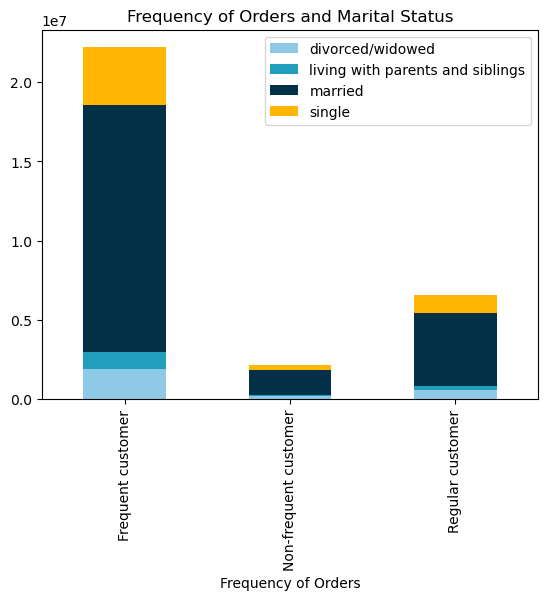 Frequency of Orders and Marital Status
1e7
divorced/widowed
living with parents and siblings
married
single
2.0
1.5
1.0
0.5
0.0
Frequent customer
Non-frequent customer
Regular customer
Frequency of Orders